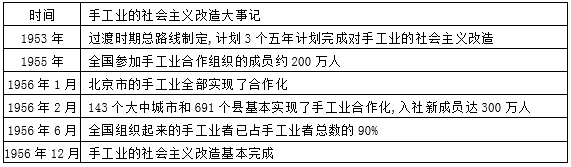 时间 手工业的社会主义改造大事记
1953 年 过渡时期总路线制定,计划 3 个五年计划完成对手工业的社会主义改造
1955 年 全国参加手工业合作组织的成员约 200 万人
1956 年 1 月 北京市的手工业全部实现了合作化
1956 年 2 月 143 个大中城市和 691 个县基本实现了手工业合作化,入社新成员达 300 万人
1956 年 6 月 全国组织起来的手工业者已占手工业者总数的 90%
1956 年 12 月 手工业的社会主义改造基本完成